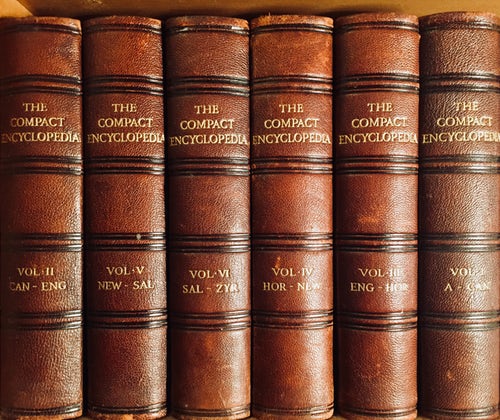 THE
COMPACT
ENCYCLOPEDIA
VOL·II
CAN - ENG
THE
COMPACT
ENCYCLOPEDIA
VOL·V
NEW - SAL
THE
COMPACT
ENCYCLOPEDIA
VOL·VI
SAL - ZYM
THE
COMPACT
ENCYCLOPEDIA
VOL·IV
HOR - NEW
THE
COMPACT
ENCYCLOPEDIA
VOL·III
ENG - HOR
THE
COMPACT
ENCYCLOPEDIA
VOL·I
A - CAN